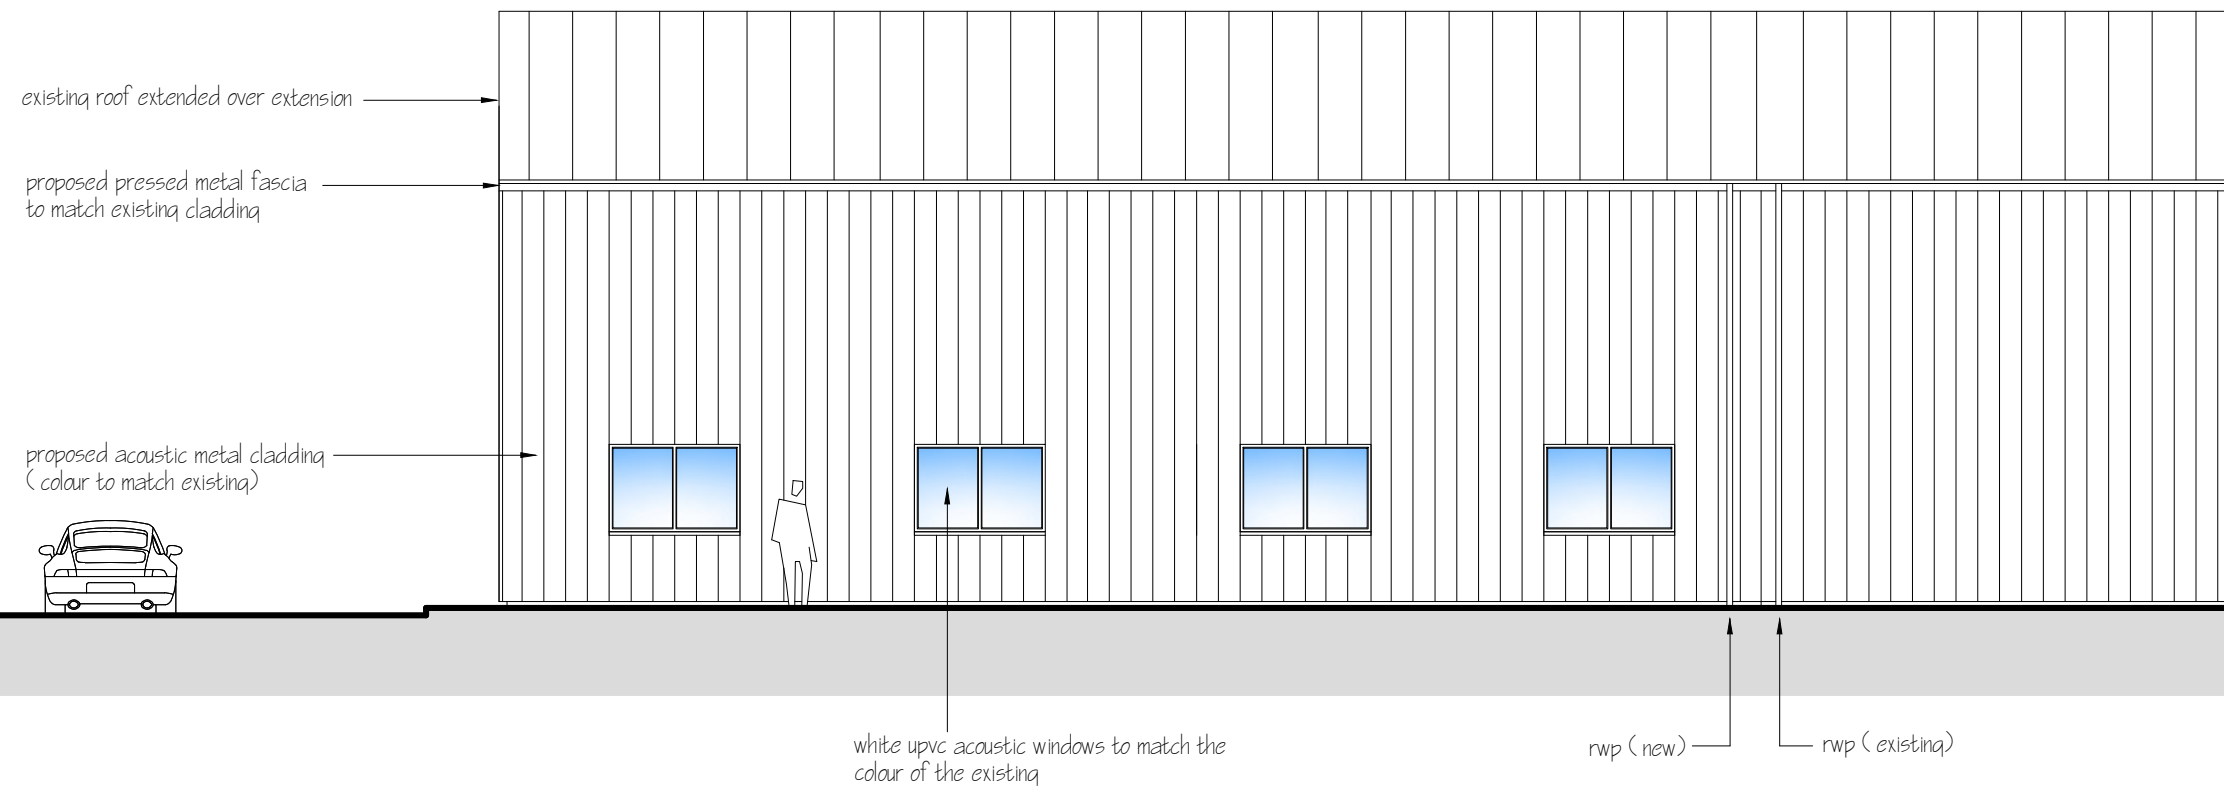 existing roof extended over extension
proposed pressed metal fascia
to match existing cladding
proposed acoustic metal cladding
(colour to match existing)
white upvc acoustic windows to match the
colour of the existing
rwp (new)
rwp (existing)